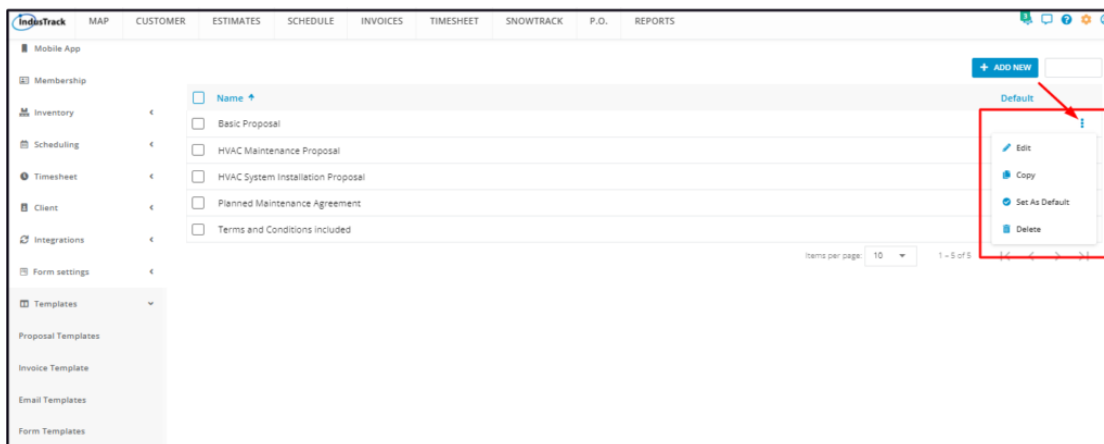 IndusTrack MAP CUSTOMER ESTIMATES SCHEDULE INVOICES TIMESHEET SNOWTRACK P.O. REPORTS 3
Mobile App
Membership
Inventory
Scheduling
Timesheet
Client
Integrations
Form settings
Templates
Proposal Templates
Invoice Template
Email Templates
Form Templates
+ ADD NEW
Name Default
Basic Proposal
HVAC Maintenance Proposal
HVAC System Installation Proposal
Planned Maintenance Agreement
Terms and Conditions included
Edit
Copy
Set As Default
Delete
Items per page: 10 1 – 5 of 5